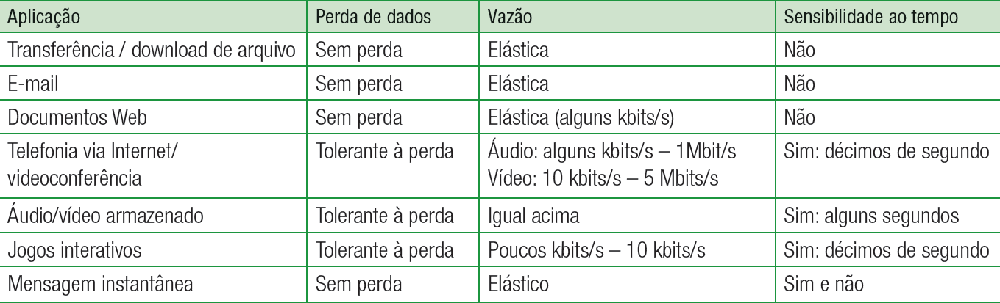 Aplicação Perda de dados Vazão Sensibilidade ao tempo
Transferência / download de arquivo Sem perda Elástica Não
E-mail Sem perda Elástica Não
Documentos Web Sem perda Elástica (alguns kbits/s) Não
Telefonia via Internet/ Tolerante à perda Áudio: alguns kbits/s – 1Mbit/s Sim: décimos de segundo
videoconferência Vídeo: 10 kbits/s – 5 Mbits/s
Áudio/vídeo armazenado Tolerante à perda Igual acima Sim: alguns segundos
Jogos interativos Tolerante à perda Poucos kbits/s – 10 kbits/s Sim: décimos de segundo
Mensagem instantânea Sem perda Elástico Sim e não